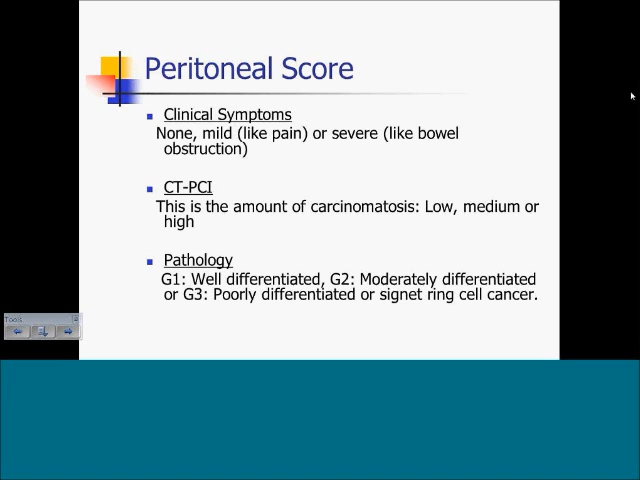 Peritoneal Score
Clinical Symptoms
None, mild (like pain) or severe (like bowel
obstruction)
CT-PCI
This is the amount of carcinomatosis: Low, medium or
high
Pathology
G1: Well differentiated, G2: Moderately differentiated
or G3: Poorly differentiated or signet ring cell cancer.
Tools